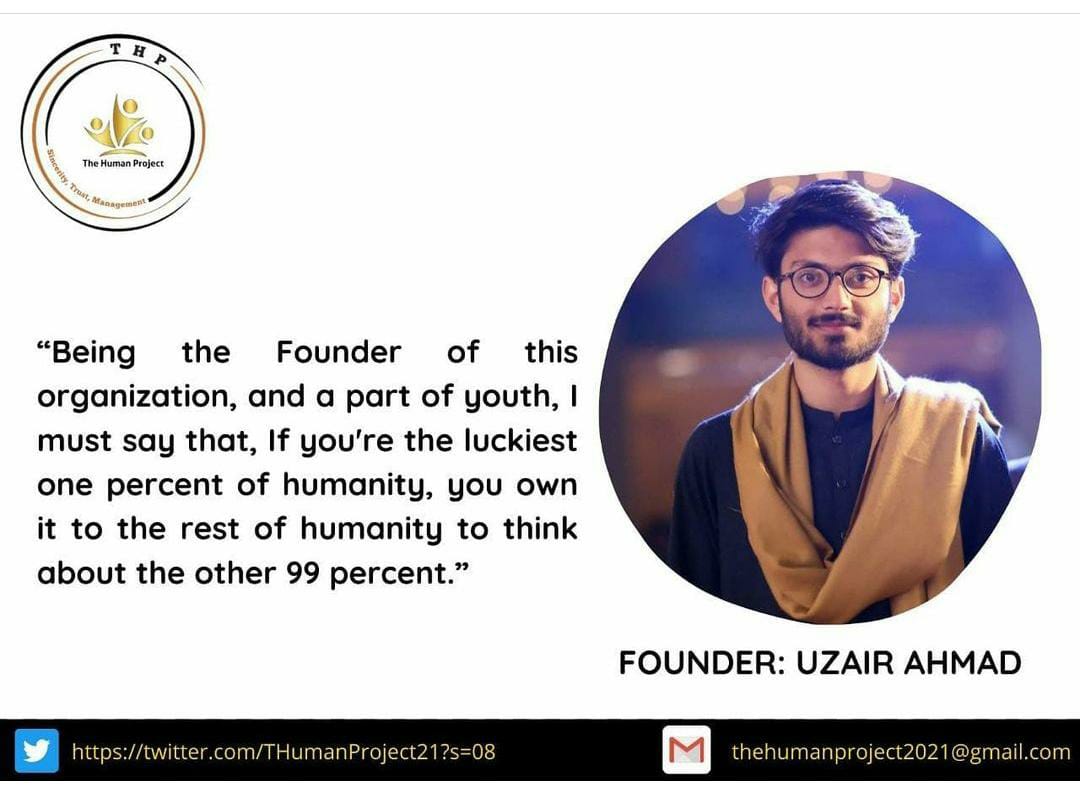 T H P
The Human Project
Sincerity, Trust, Management
“Being the Founder of this
organization, and a part of youth, I
must say that, If you're the luckiest
one percent of humanity, you own
it to the rest of humanity to think
about the other 99 percent.”
FOUNDER: UZAIR AHMAD
https://twitter.com/THumanProject21?s=08
thehumanproject2021@gmail.com